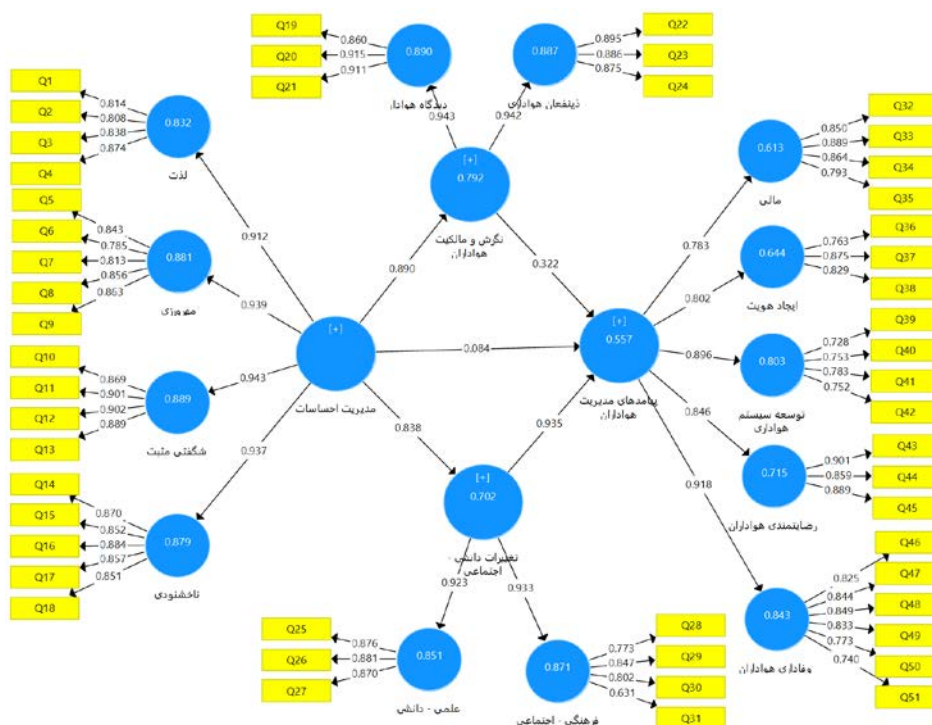 Q19
Q20
Q21
0.860
0.915
0.911
0.890
دیدگاه هوادار
0.887
ذینفعان هواداری
0.895
0.886
0.875
Q22
Q23
Q24
0.943
0.942
Q1
Q2
Q3
Q4
0.814
0.808
0.838
0.874
0.832
لذت
Q5
Q6
Q7
Q8
Q9
0.843
0.785
0.813
0.856
0.863
0.881
مهرورزی
Q10
Q11
Q12
Q13
0.869
0.901
0.902
0.889
0.889
شگفتی مثبت
Q14
Q15
Q16
Q17
Q18
0.870
0.852
0.884
0.857
0.851
0.879
ناخشنودی
0.912
0.939
0.943
0.937
[+]
مدیریت احساسات
0.890
0.084
0.838
[+]
0.792
نگرش و مالکیت
هواداران
0.322
[+]
0.557
پیامدهای مدیریت
هواداران
0.935
[+]
0.702
تغییرات دانشی -
اجتماعی
0.923
0.933
Q25
Q26
Q27
0.876
0.881
0.870
0.851
علمی - دانشی
0.871
فرهنگی - اجتماعی
0.773
0.847
0.802
0.631
Q28
Q29
Q30
Q31
0.783
0.802
0.896
0.846
0.918
0.613
مالی
0.850
0.889
0.864
0.793
Q32
Q33
Q34
Q35
0.644
ایجاد هویت
0.763
0.875
0.829
Q36
Q37
Q38
0.803
توسعه سیستم
هواداری
0.728
0.753
0.783
0.752
Q39
Q40
Q41
Q42
0.715
رضایتمندی هواداران
0.901
0.859
0.889
Q43
Q44
Q45
0.843
وفاداری هواداران
0.825
0.844
0.849
0.833
0.773
0.740
Q46
Q47
Q48
Q49
Q50
Q51